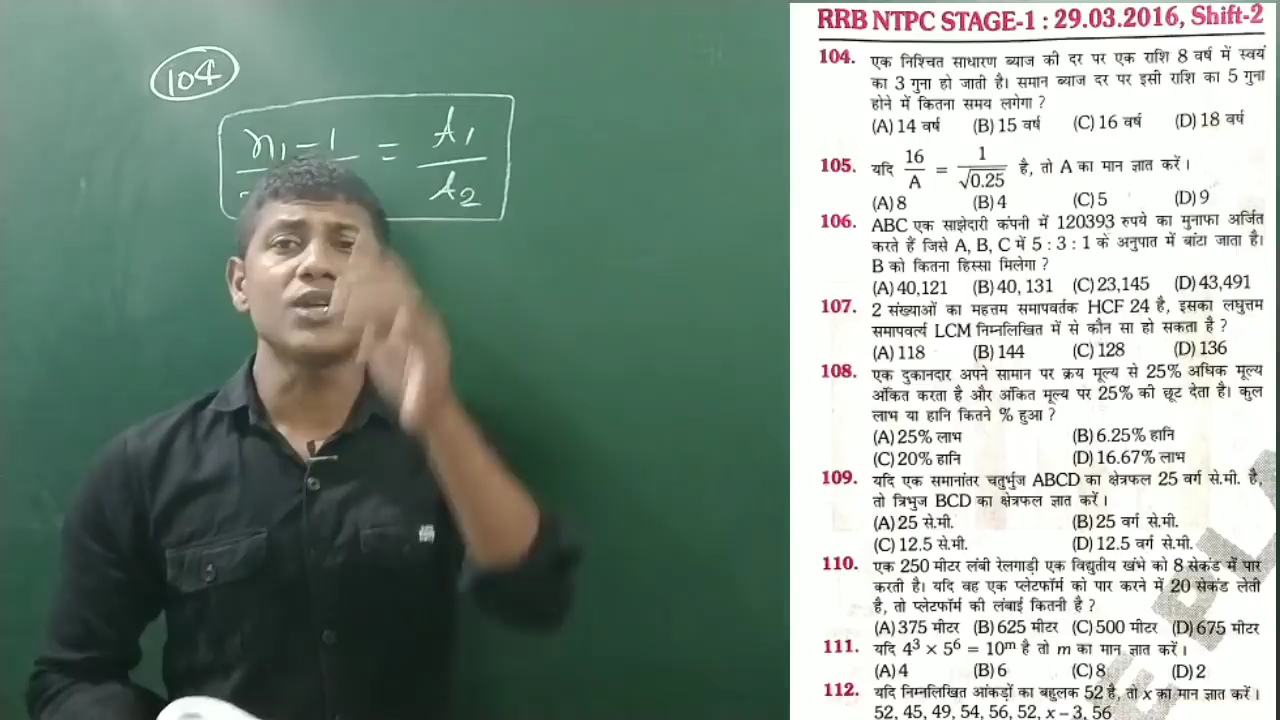 104
n₁ – 1 = A₁
A₂
RRB NTPC STAGE-1 : 29.03.2016, Shift-2
104. एक निश्चित साधारण ब्याज की दर पर एक राशि 8 वर्ष में स्वयं
का 3 गुना हो जाती है। समान ब्याज दर पर इसी राशि का 5 गुना
होने में कितना समय लगेगा ?
(A) 14 वर्ष (B) 15 वर्ष (C) 16 वर्ष (D) 18 वर्ष
105. यदि 16/A = 1/√0.25 है, तो A का मान ज्ञात करें।
(A) 8 (B) 4 (C) 5 (D) 9
106. ABC एक साझेदारी कंपनी में 120393 रुपये का मुनाफा अर्जित
करते हैं जिसे A, B, C में 5 : 3 : 1 के अनुपात में बांटा जाता है।
B को कितना हिस्सा मिलेगा ?
(A) 40,121 (B) 40, 131 (C) 23,145 (D) 43,491
107. 2 संख्याओं का महत्तम समापवर्तक HCF 24 है, इसका लघुत्तम
समापवर्त्य LCM निम्नलिखित में से कौन सा हो सकता है ?
(A) 118 (B) 144 (C) 128 (D) 136
108. एक दुकानदार अपने सामान पर क्रय मूल्य से 25% अधिक मूल्य
अंकित करता है और अंकित मूल्य पर 25% की छूट देता है। कुल
लाभ या हानि कितने % हुआ ?
(A) 25% लाभ (B) 6.25% हानि
(C) 20% हानि (D) 16.67% लाभ
109. यदि एक समानांतर चतुर्भुज ABCD का क्षेत्रफल 25 वर्ग से.मी. है,
तो त्रिभुज BCD का क्षेत्रफल ज्ञात करें।
(A) 25 से.मी. (B) 25 वर्ग से.मी.
(C) 12.5 से.मी. (D) 12.5 वर्ग से.मी.
110. एक 250 मीटर लंबी रेलगाड़ी एक विद्युतीय खंभे को 8 सेकंड में पार
करती है। यदि वह एक प्लेटफॉर्म को पार करने में 20 सेकंड लेती
है, तो प्लेटफॉर्म की लंबाई कितनी है ?
(A) 375 मीटर (B) 625 मीटर (C) 500 मीटर (D) 675 मीटर
111. यदि 4³ × 5⁶ = 10ᵐ है तो m का मान ज्ञात करें।
(A) 4 (B) 6 (C) 8 (D) 2
112. यदि निम्नलिखित आंकड़ों का बहुलक 52 है, तो x का मान ज्ञात करें।
52, 45, 49, 54, 56, 52, x – 3, 56